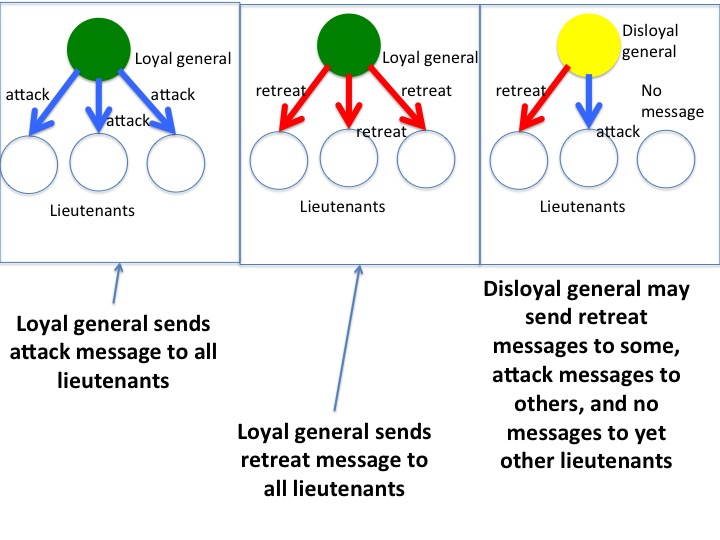 Loyal general
attack
attack
attack
Lieutenants
Loyal general
retreat
retreat
retreat
Lieutenants
Disloyal
general
retreat
No
message
attack
Lieutenants
Loyal general sends
attack message to all
lieutenants
Loyal general sends
retreat message to
all lieutenants
Disloyal general may
send retreat
messages to some,
attack messages to
others, and no
messages to yet
other lieutenants